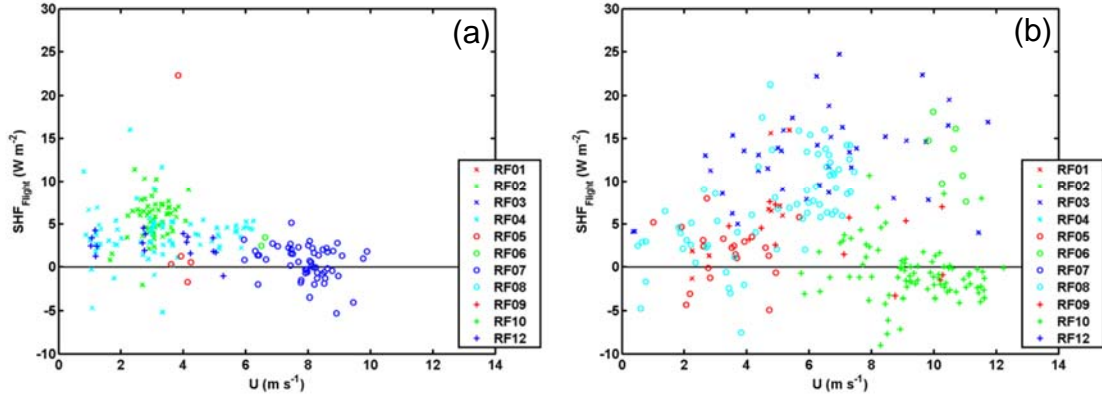 (a)
30
25
20
15
10
5
0
-5
-10
SHF_Flight (W m⁻²)
0 2 4 6 8 10 12 14
U (m s⁻¹)
RF01
RF02
RF03
RF04
RF05
RF06
RF07
RF08
RF09
RF10
RF12
(b)
30
25
20
15
10
5
0
-5
-10
SHF_Flight (W m⁻²)
0 2 4 6 8 10 12 14
U (m s⁻¹)
RF01
RF02
RF03
RF04
RF05
RF06
RF07
RF08
RF09
RF10
RF12